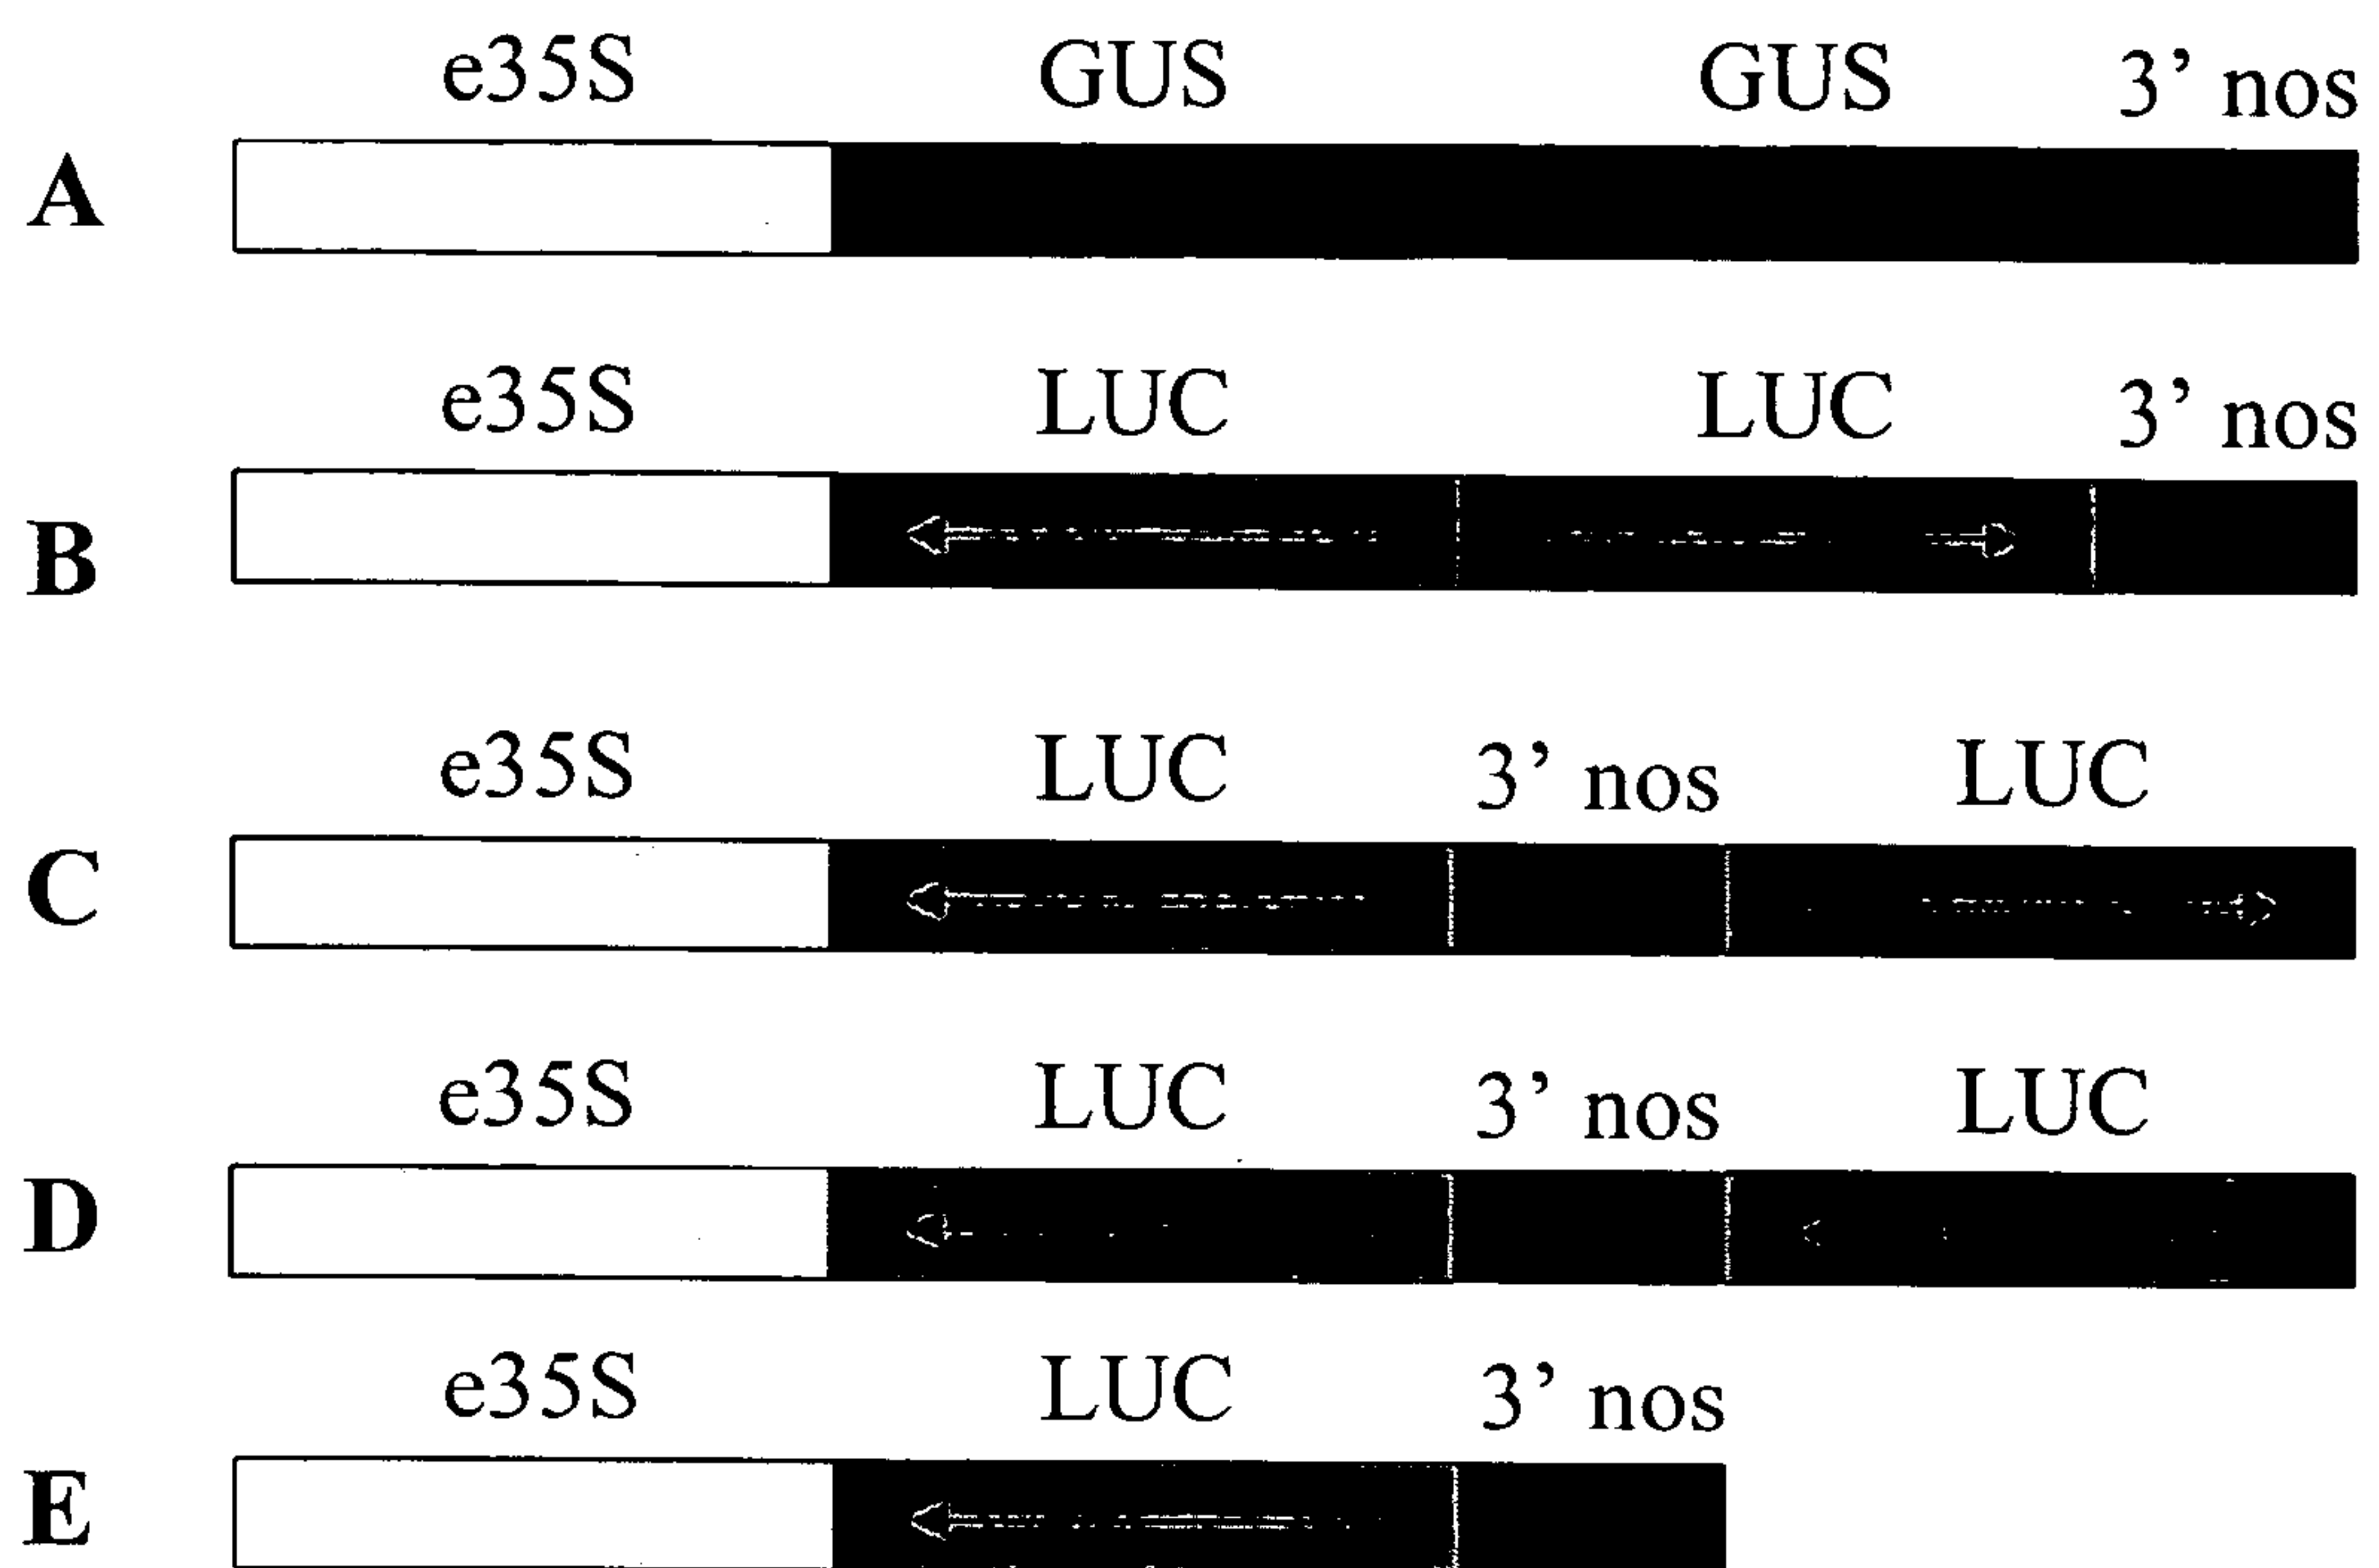 e35S GUS GUS 3’ nos
A
e35S LUC LUC 3’ nos
B
e35S LUC 3’ nos LUC
C
e35S LUC 3’ nos LUC
D
e35S LUC 3’ nos
E